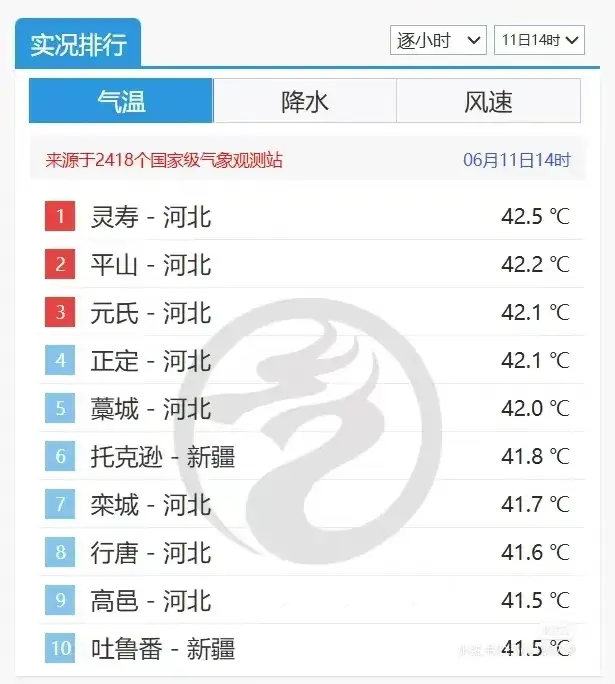 实况排行 逐小时 11日14时
气温 降水 风速
来源于2418个国家级气象观测站 06月11日14时
1 灵寿 - 河北 42.5 ℃
2 平山 - 河北 42.2 ℃
3 元氏 - 河北 42.1 ℃
4 正定 - 河北 42.1 ℃
5 藁城 - 河北 42.0 ℃
6 托克逊 - 新疆 41.8 ℃
7 栾城 - 河北 41.7 ℃
8 行唐 - 河北 41.6 ℃
9 高邑 - 河北 41.5 ℃
10 吐鲁番 - 新疆 41.5 ℃